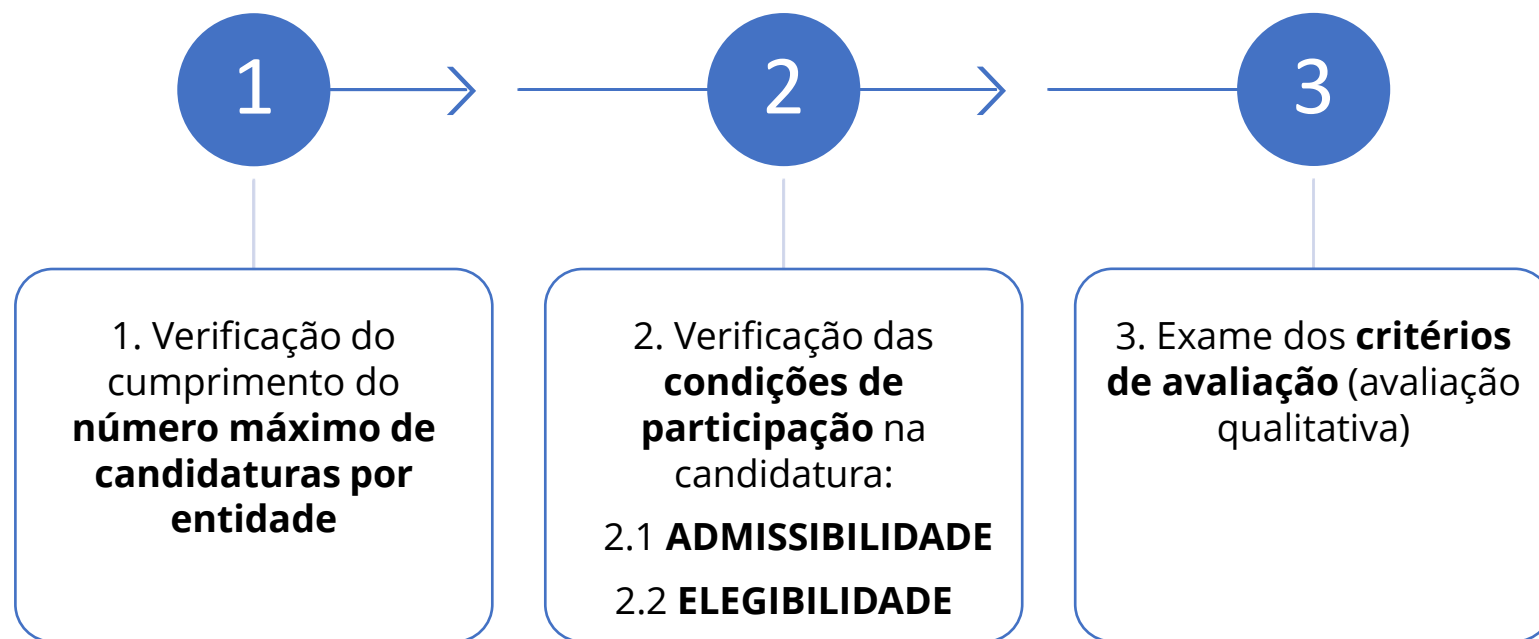 1
2
3
1. Verificação do
cumprimento do
número máximo de
candidaturas por
entidade
2. Verificação das
condições de
participação na
candidatura:
2.1 ADMISSIBILIDADE
2.2 ELEGIBILIDADE
3. Exame dos critérios
de avaliação (avaliação
qualitativa)